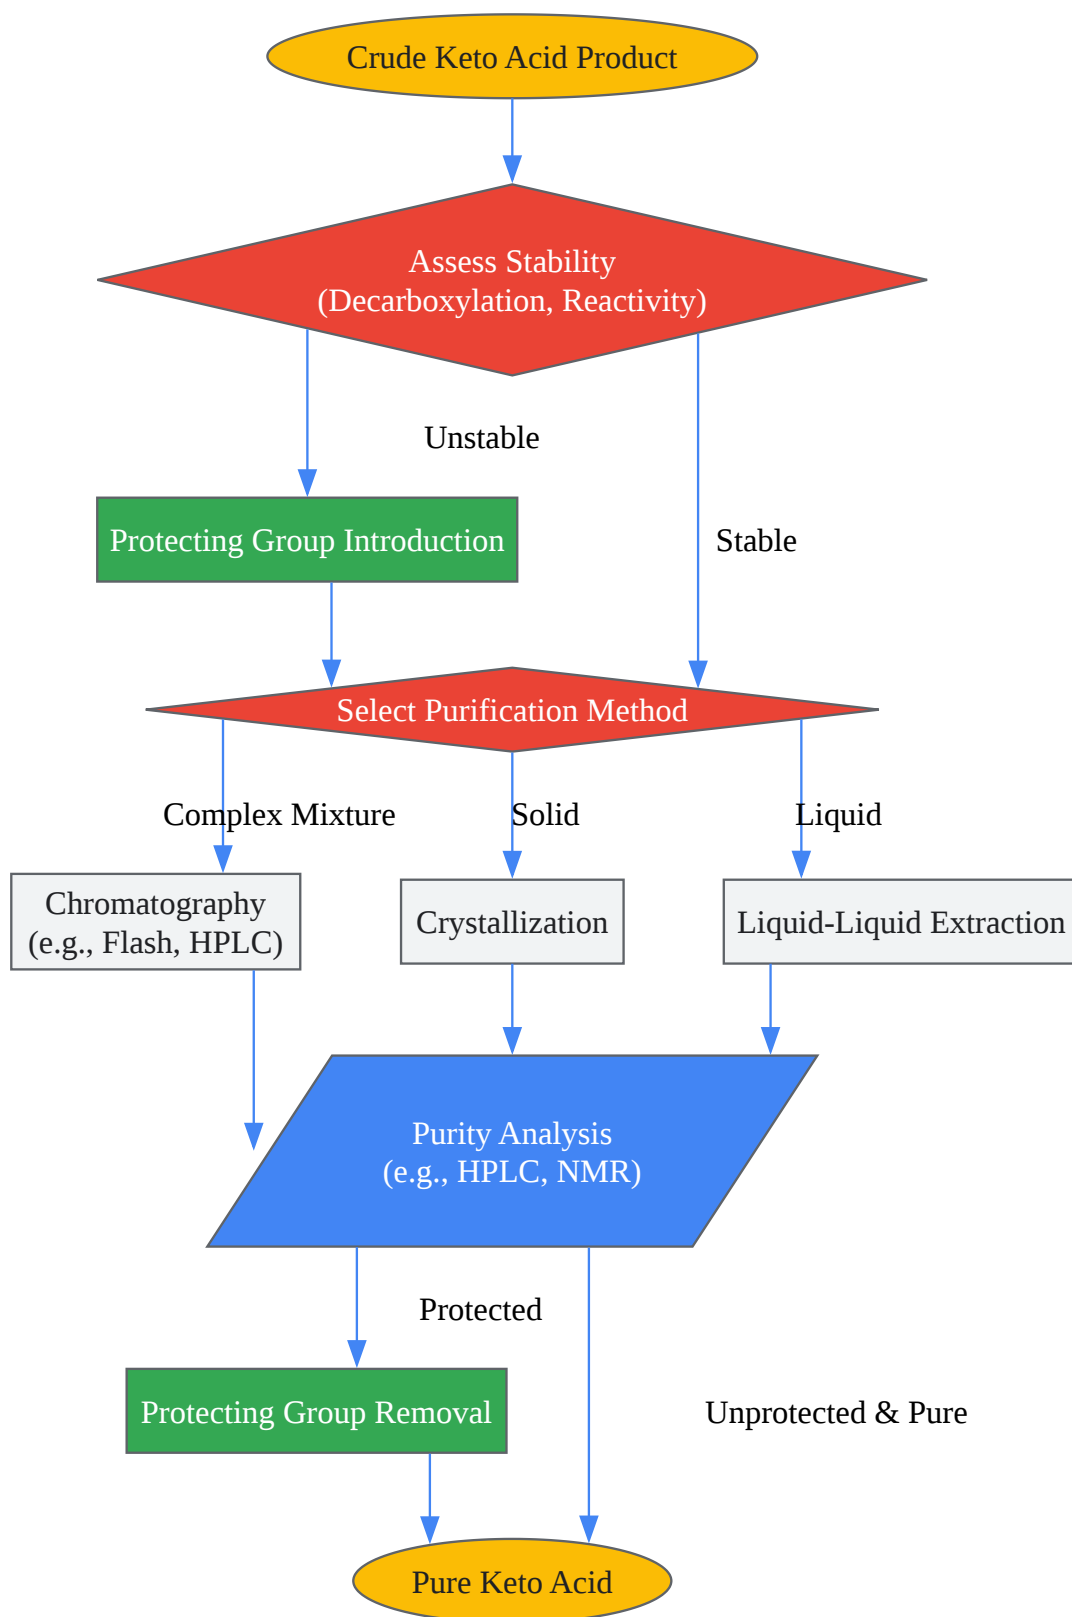 Crude Keto Acid Product
Assess Stability
(Decarboxylation, Reactivity)
Unstable
Protecting Group Introduction
Stable
Select Purification Method
Complex Mixture
Solid
Liquid
Chromatography
(e.g., Flash, HPLC)
Crystallization
Liquid-Liquid Extraction
Purity Analysis
(e.g., HPLC, NMR)
Protected
Protecting Group Removal
Unprotected & Pure
Pure Keto Acid